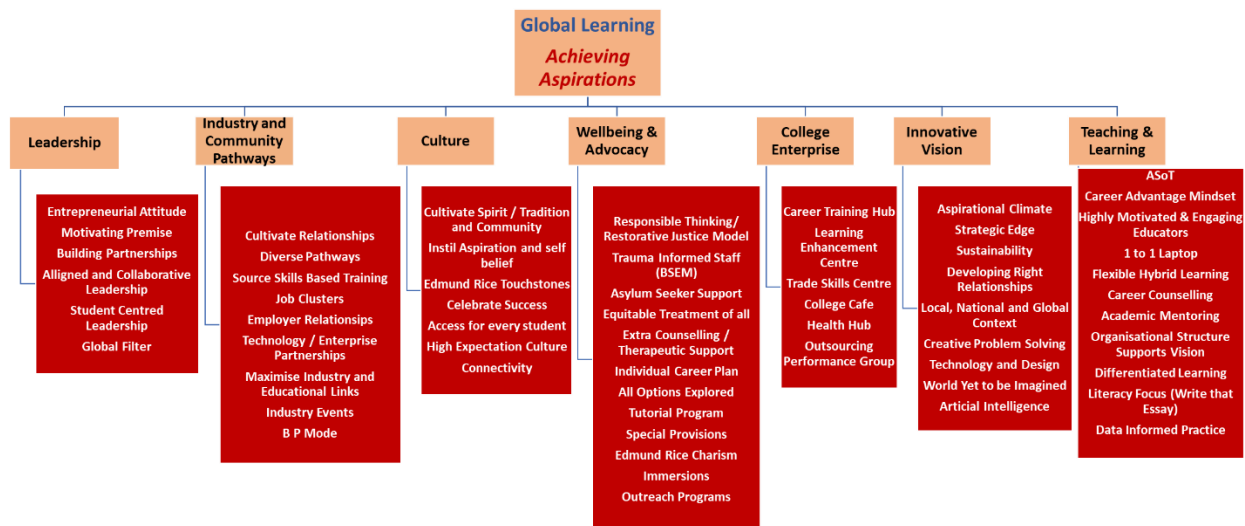 Global Learning
Achieving
Aspirations
Leadership
Entrepreneurial Attitude
Motivating Premise
Building Partnerships
Alligned and Collaborative
Leadership
Student Centred
Leadership
Global Filter
Industry and
Community
Pathways
Cultivate Relationships
Diverse Pathways
Source Skills Based Training
Job Clusters
Employer Relationsips
Technology / Enterprise
Partnerships
Maximise Industry and
Educational Links
Industry Events
B P Mode
Culture
Cultivate Spirit / Tradition
and Community
Instil Aspiration and self
belief
Edmund Rice Touchstones
Celebrate Success
Access for every student
High Expectation Culture
Connectivity
Wellbeing &
Advocacy
Responsible Thinking/
Restorative Justice Model
Trauma Informed Staff
(BSEM)
Asylum Seeker Support
Equitable Treatment of all
Extra Counselling /
Therapeutic Support
Individual Career Plan
All Options Explored
Tutorial Program
Special Provisions
Edmund Rice Charism
Immersions
Outreach Programs
College
Enterprise
Career Training Hub
Learning
Enhancement
Centre
Trade Skills Centre
College Cafe
Health Hub
Outsourcing
Performance Group
Innovative
Vision
Aspirational Climate
Strategic Edge
Sustainability
Developing Right
Relationships
Local, National and Global
Context
Creative Problem Solving
Technology and Design
World Yet to be Imagined
Articial Intelligence
Teaching &
Learning
ASoT
Career Advantage Mindset
Highly Motivated & Engaging
Educators
1 to 1 Laptop
Flexible Hybrid Learning
Career Counselling
Academic Mentoring
Organisational Structure
Supports Vision
Differentiated Learning
Literacy Focus (Write that
Essay)
Data Informed Practice